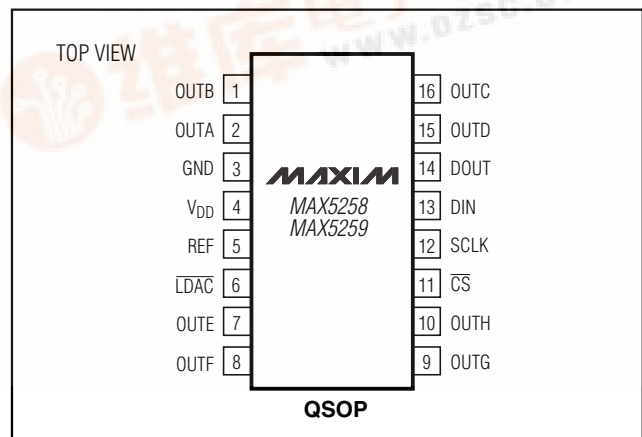 TOP VIEW
OUTB 1 16 OUTC
OUTA 2 15 OUTD
GND 3 14 DOUT
MAXIM
VDD 4 MAX5258 13 DIN
MAX5259
REF 5 12 SCLK
LDAC 6 11 CS
OUTE 7 10 OUTH
OUTF 8 9 OUTG
QSOP